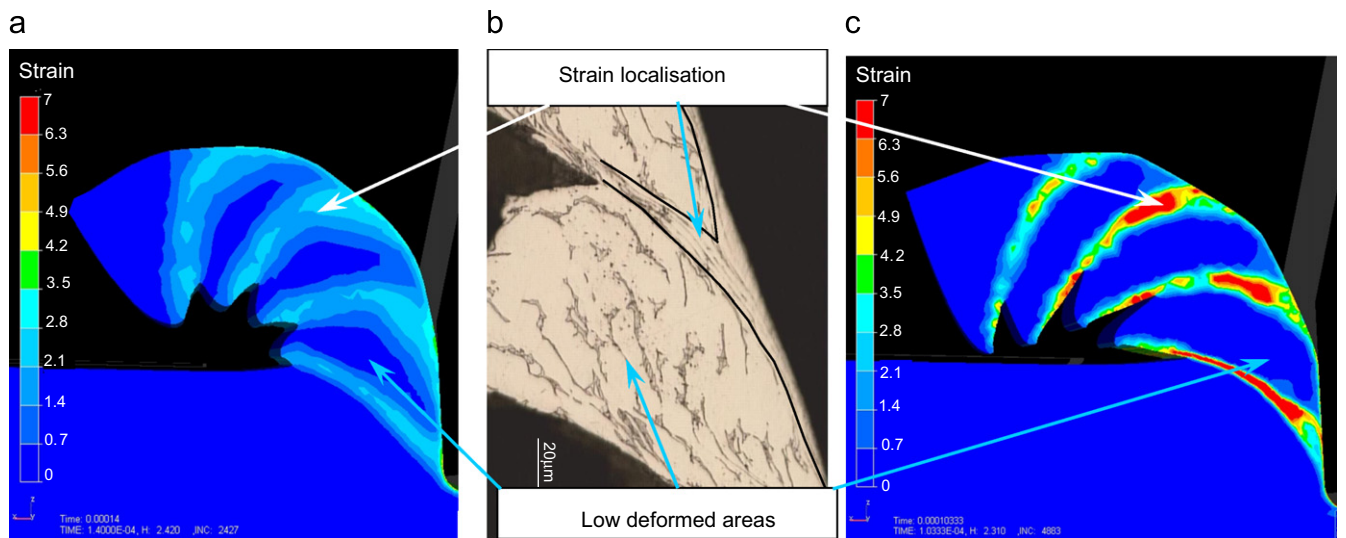 a
b
c
Strain
7
6.3
5.6
4.9
4.2
3.5
2.8
2.1
1.4
0.7
0
Time: 0.00014
TIME: 1.4000E-04, H: 2.420 ,INC: 2427
Strain localisation
20µm
Low deformed areas
Strain
7
6.3
5.6
4.9
4.2
3.5
2.8
2.1
1.4
0.7
0
Time: 0.00010333
TIME: 1.0333E-04, H: 2.310 ,INC: 4883